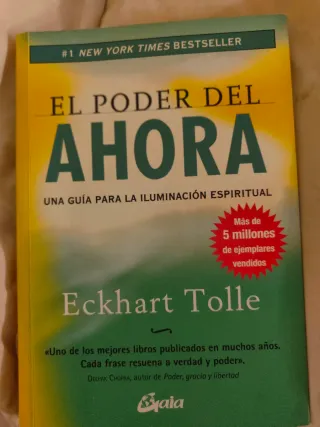 #1 NEW YORK TIMES BESTSELLER
EL PODER DEL
AHORA
UNA GUÍA PARA LA ILUMINACIÓN ESPIRITUAL
Más de
5 millones
de ejemplares
vendidos
Eckhart Tolle
«Uno de los mejores libros publicados en muchos años.
Cada frase resuena a verdad y poder».
Deepak Chopra, autor de Poder, gracia y libertad
Gaia